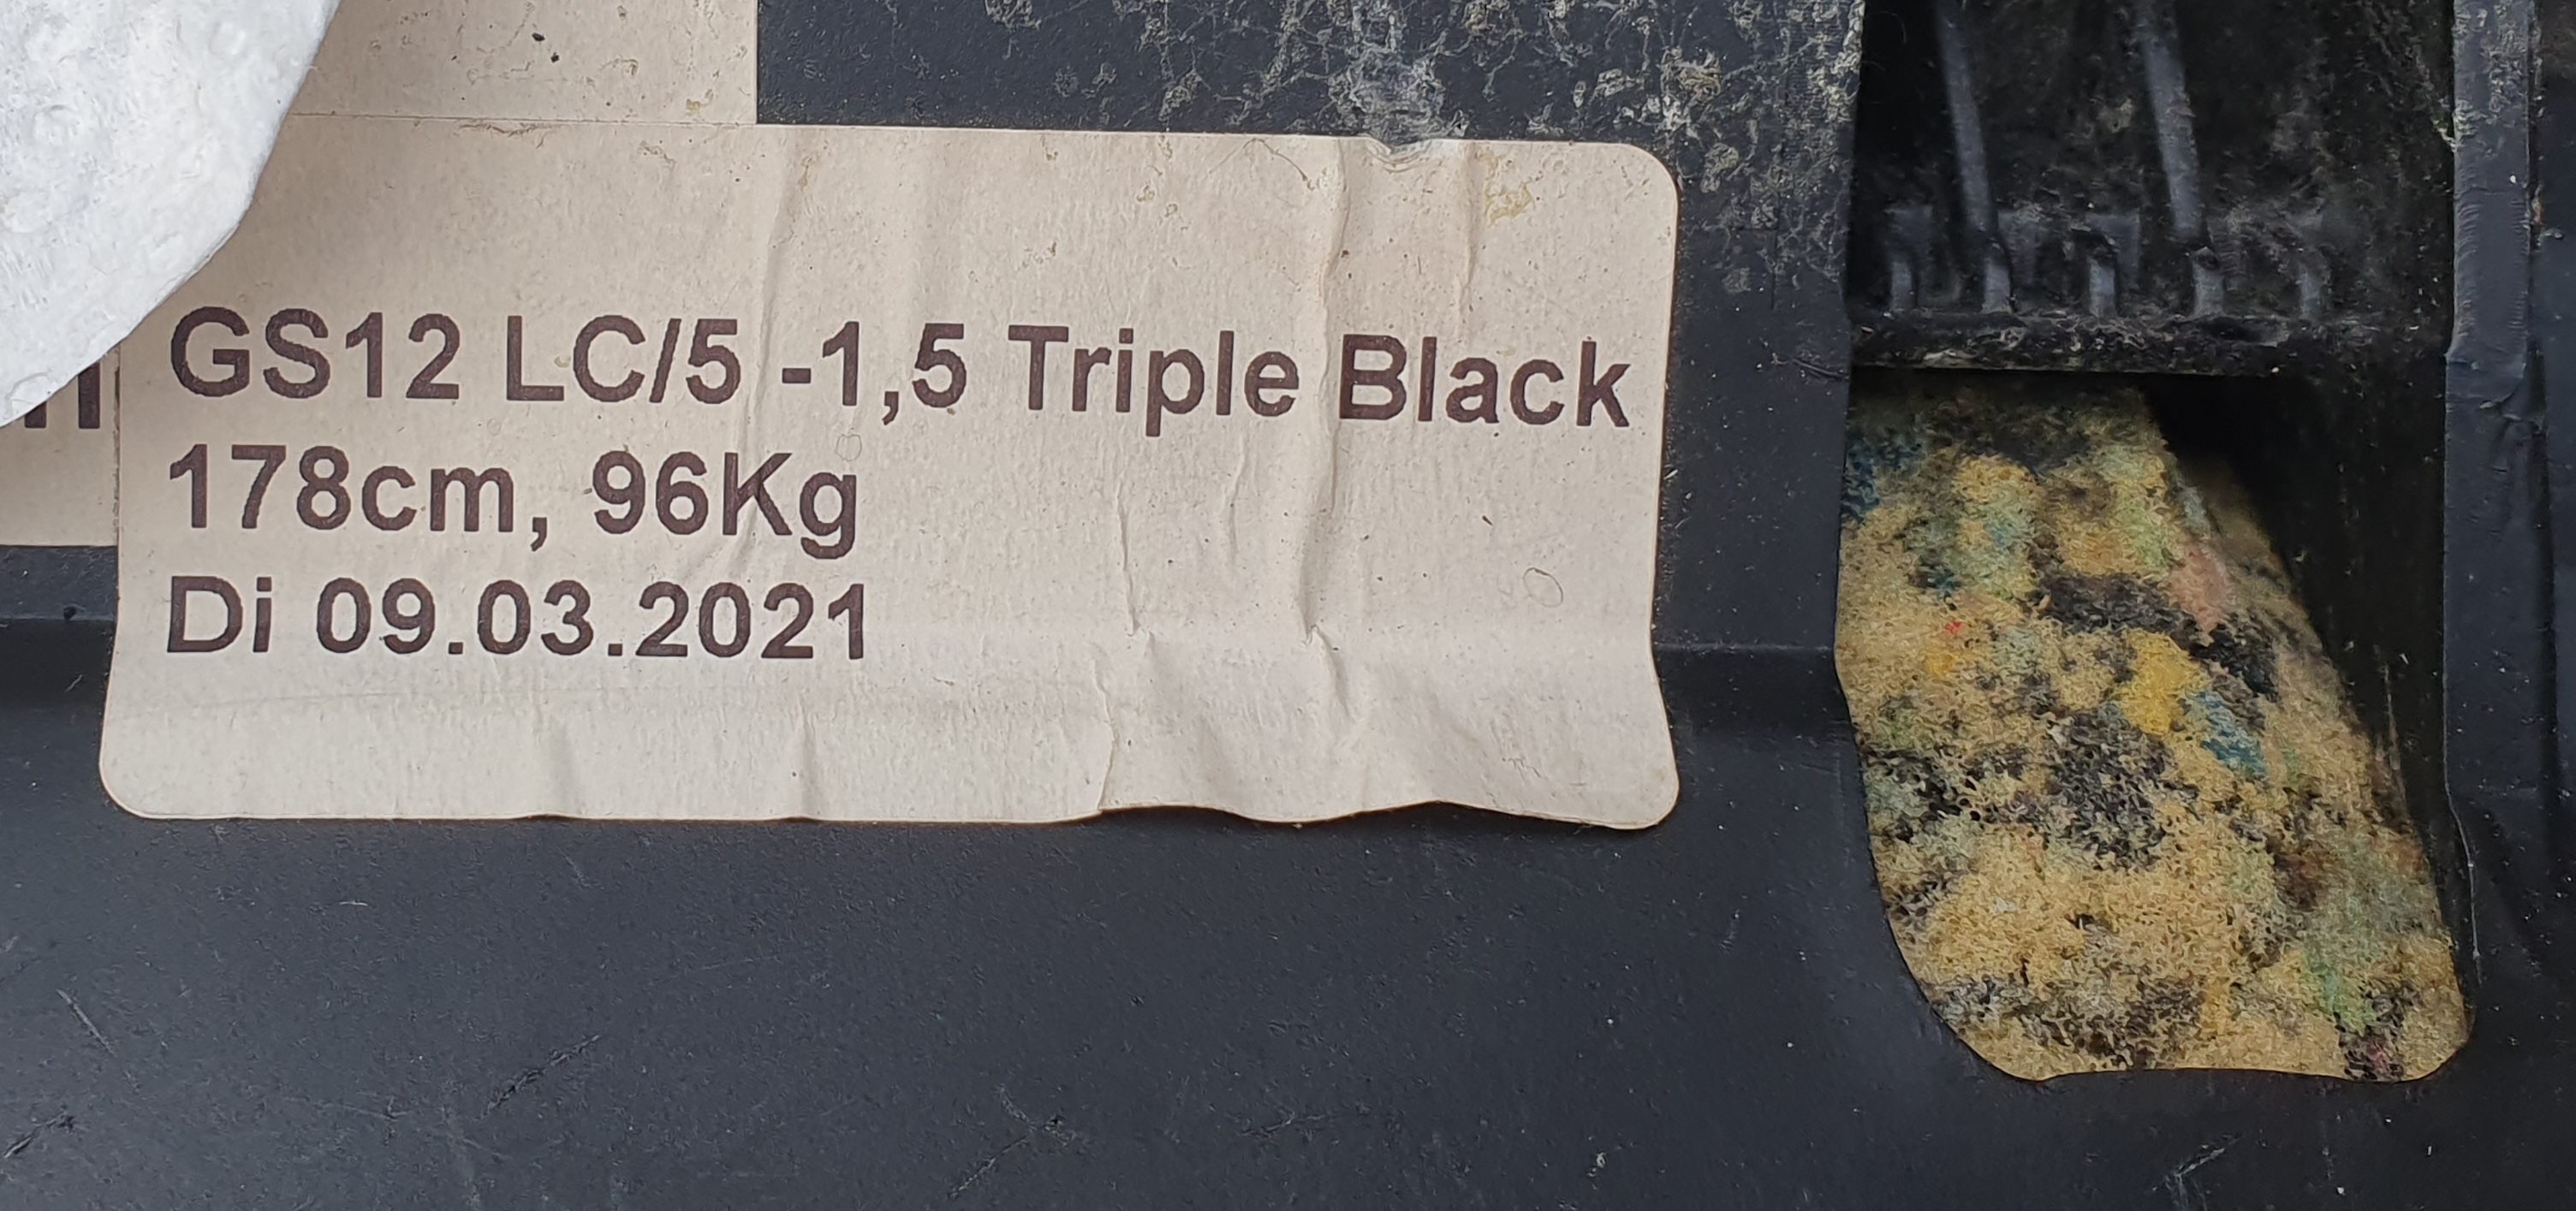 GS12 LC/5 -1,5 Triple Black
178cm, 96Kg
Di 09.03.2021